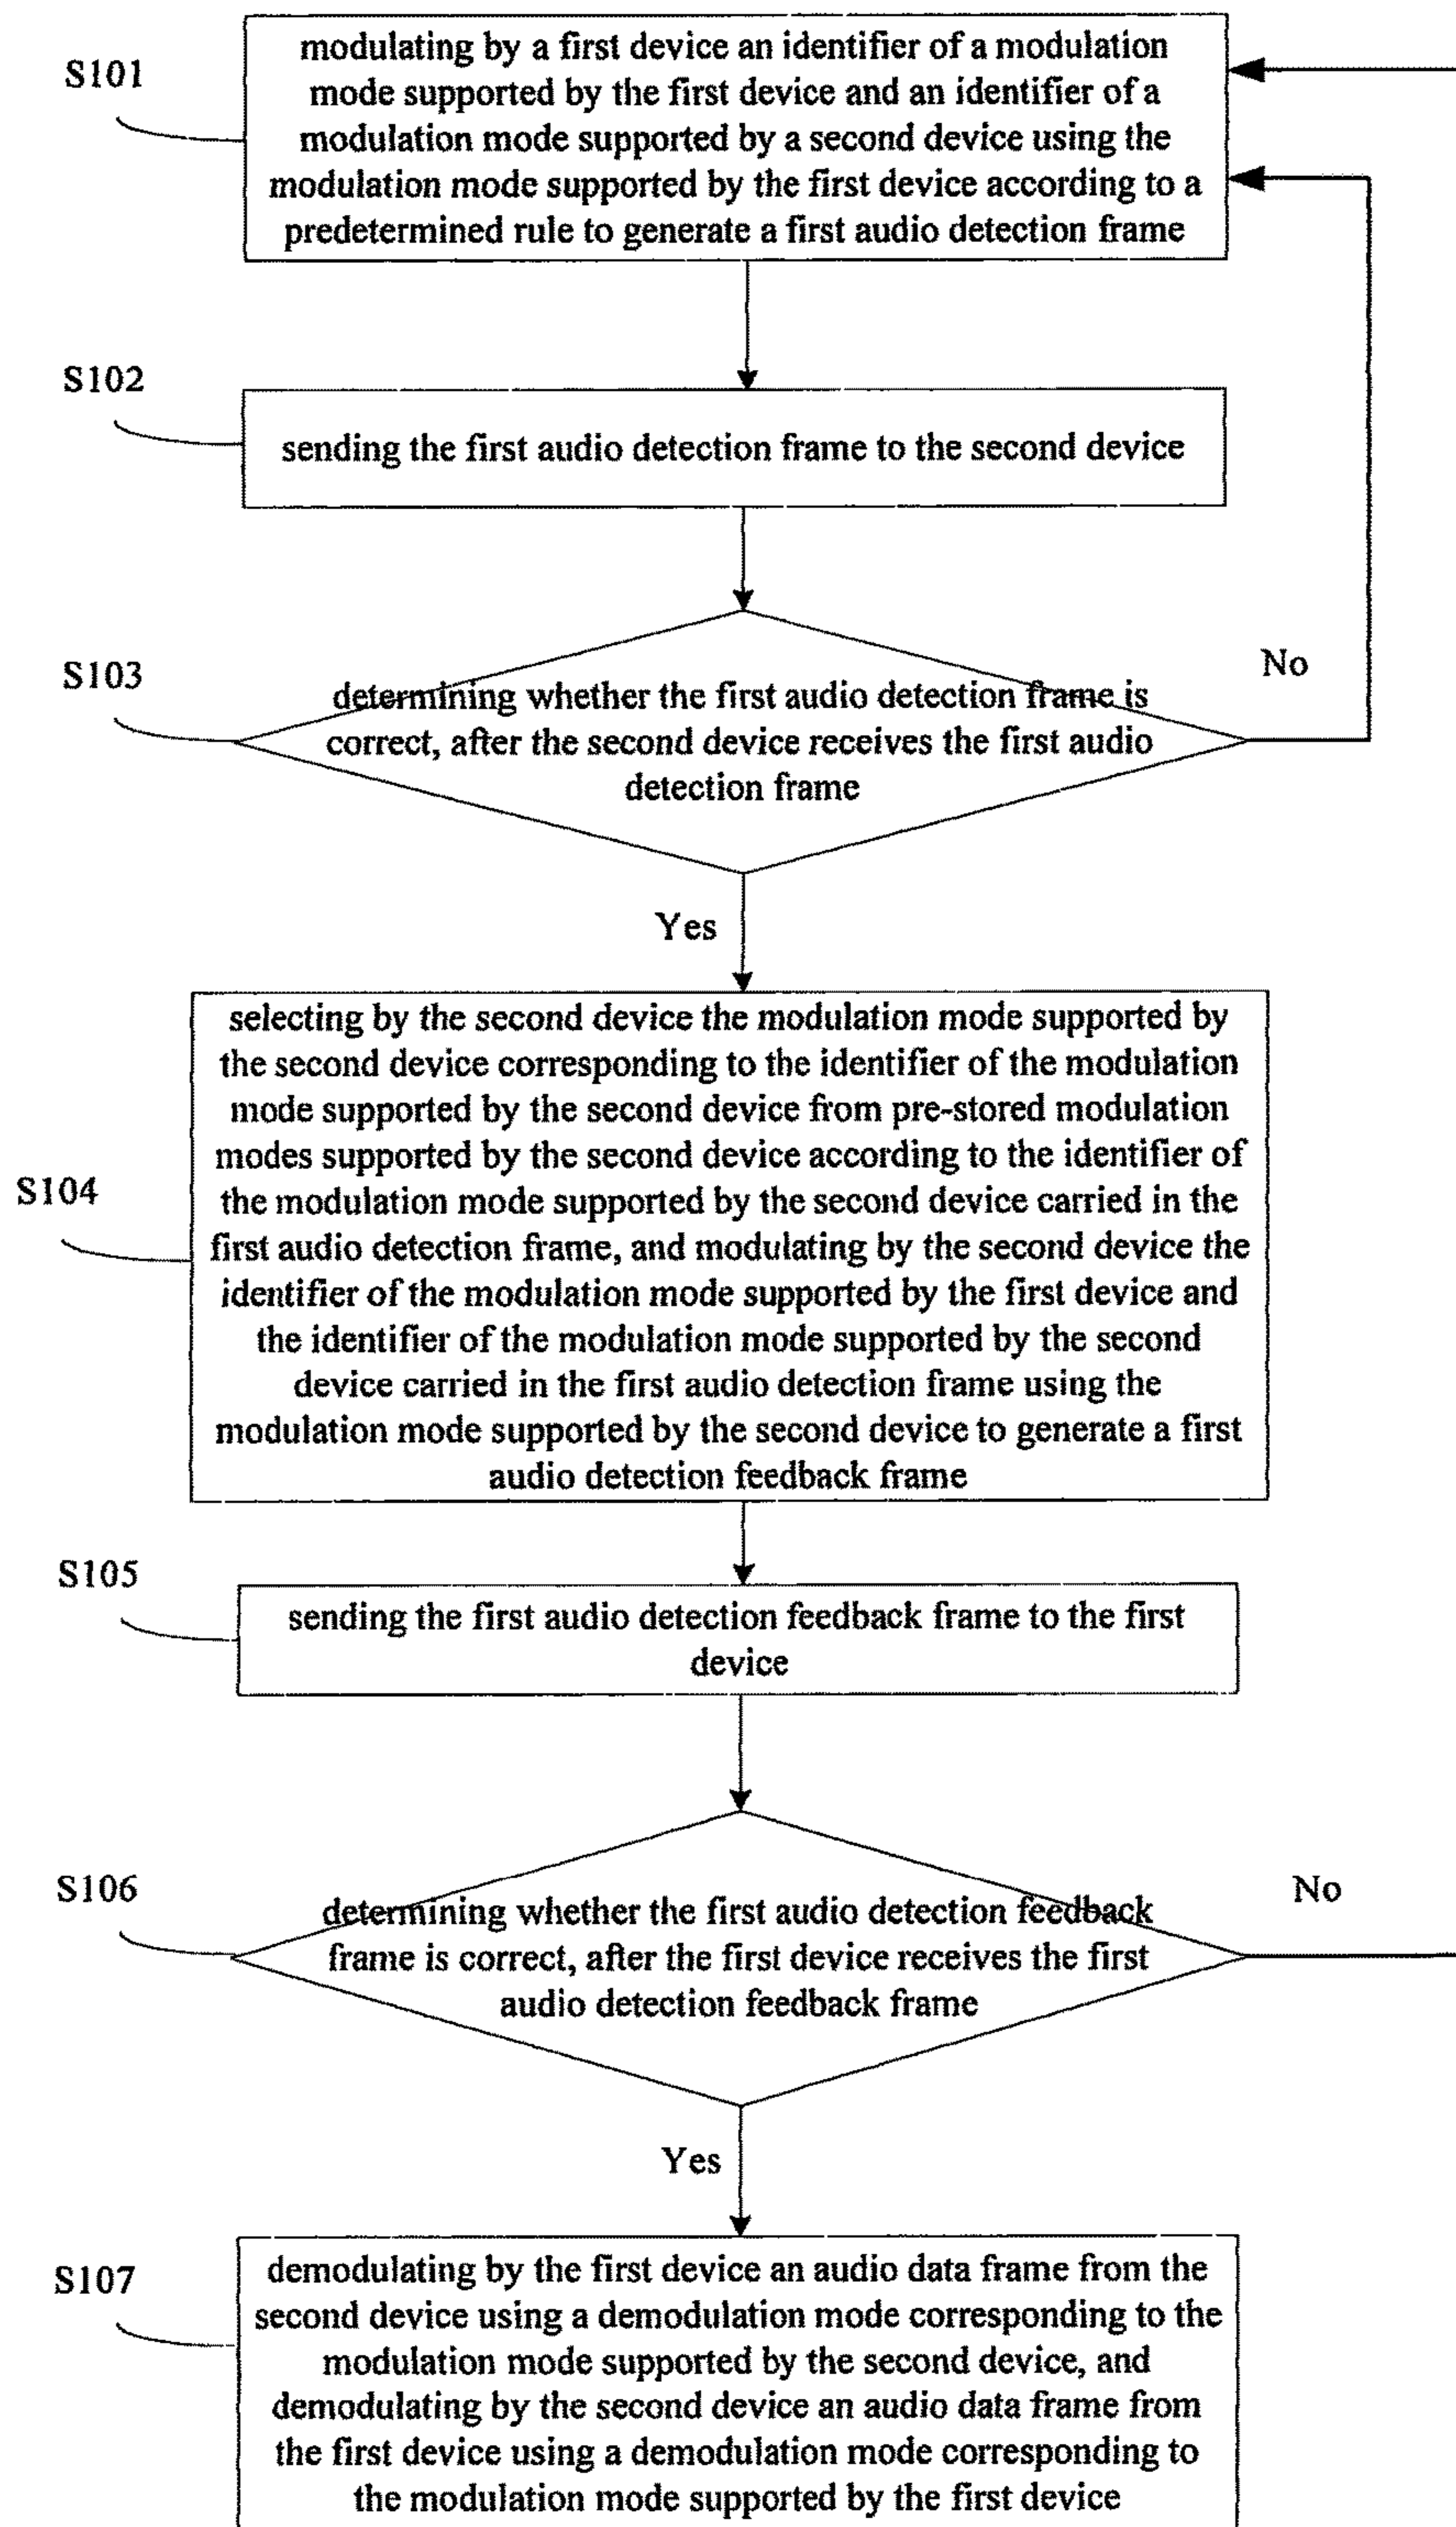 S101
modulating by a first device an identifier of a modulation
mode supported by the first device and an identifier of a
modulation mode supported by a second device using the
modulation mode supported by the first device according to a
predetermined rule to generate a first audio detection frame
S102
sending the first audio detection frame to the second device
S103
determining whether the first audio detection frame is
correct, after the second device receives the first audio
detection frame
No
Yes
S104
selecting by the second device the modulation mode supported by
the second device corresponding to the identifier of the modulation
mode supported by the second device from pre-stored modulation
modes supported by the second device according to the identifier of
the modulation mode supported by the second device carried in the
first audio detection frame, and modulating by the second device the
identifier of the modulation mode supported by the first device and
the identifier of the modulation mode supported by the second
device carried in the first audio detection frame using the
modulation mode supported by the second device to generate a first
audio detection feedback frame
S105
sending the first audio detection feedback frame to the first
device
S106
determining whether the first audio detection feedback
frame is correct, after the first device receives the first
audio detection feedback frame
No
Yes
S107
demodulating by the first device an audio data frame from the
second device using a demodulation mode corresponding to the
modulation mode supported by the second device, and
demodulating by the second device an audio data frame from
the first device using a demodulation mode corresponding to
the modulation mode supported by the first device